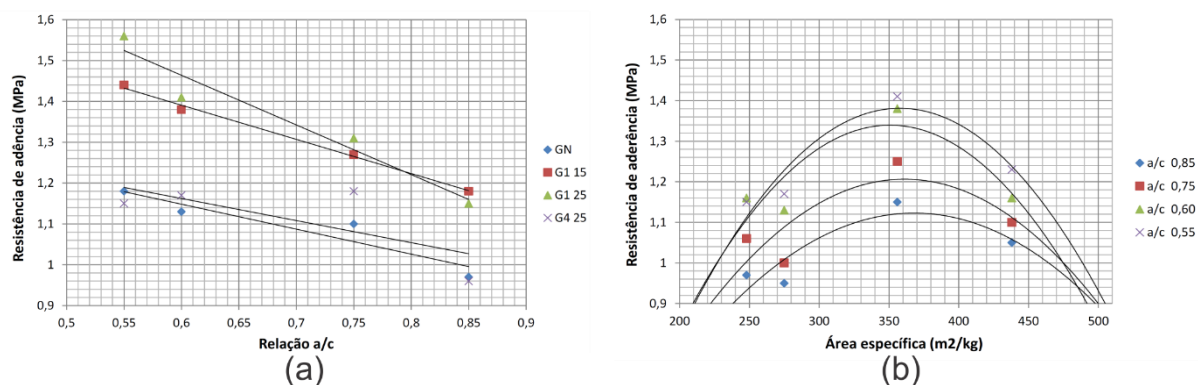 Resistência de adência (MPa)
1,6
1,5
1,4
1,3
1,2
1,1
1
0,9
0,5
0,55
0,6
0,65
0,7
0,75
0,8
0,85
0,9
Relação a/c
GN
G1 15
G1 25
G4 25
(a)
Resistência de aderência (MPa)
1,6
1,5
1,4
1,3
1,2
1,1
1
0,9
200
250
300
350
400
450
500
Área específica (m2/kg)
a/c 0,85
a/c 0,75
a/c 0,60
a/c 0,55
(b)